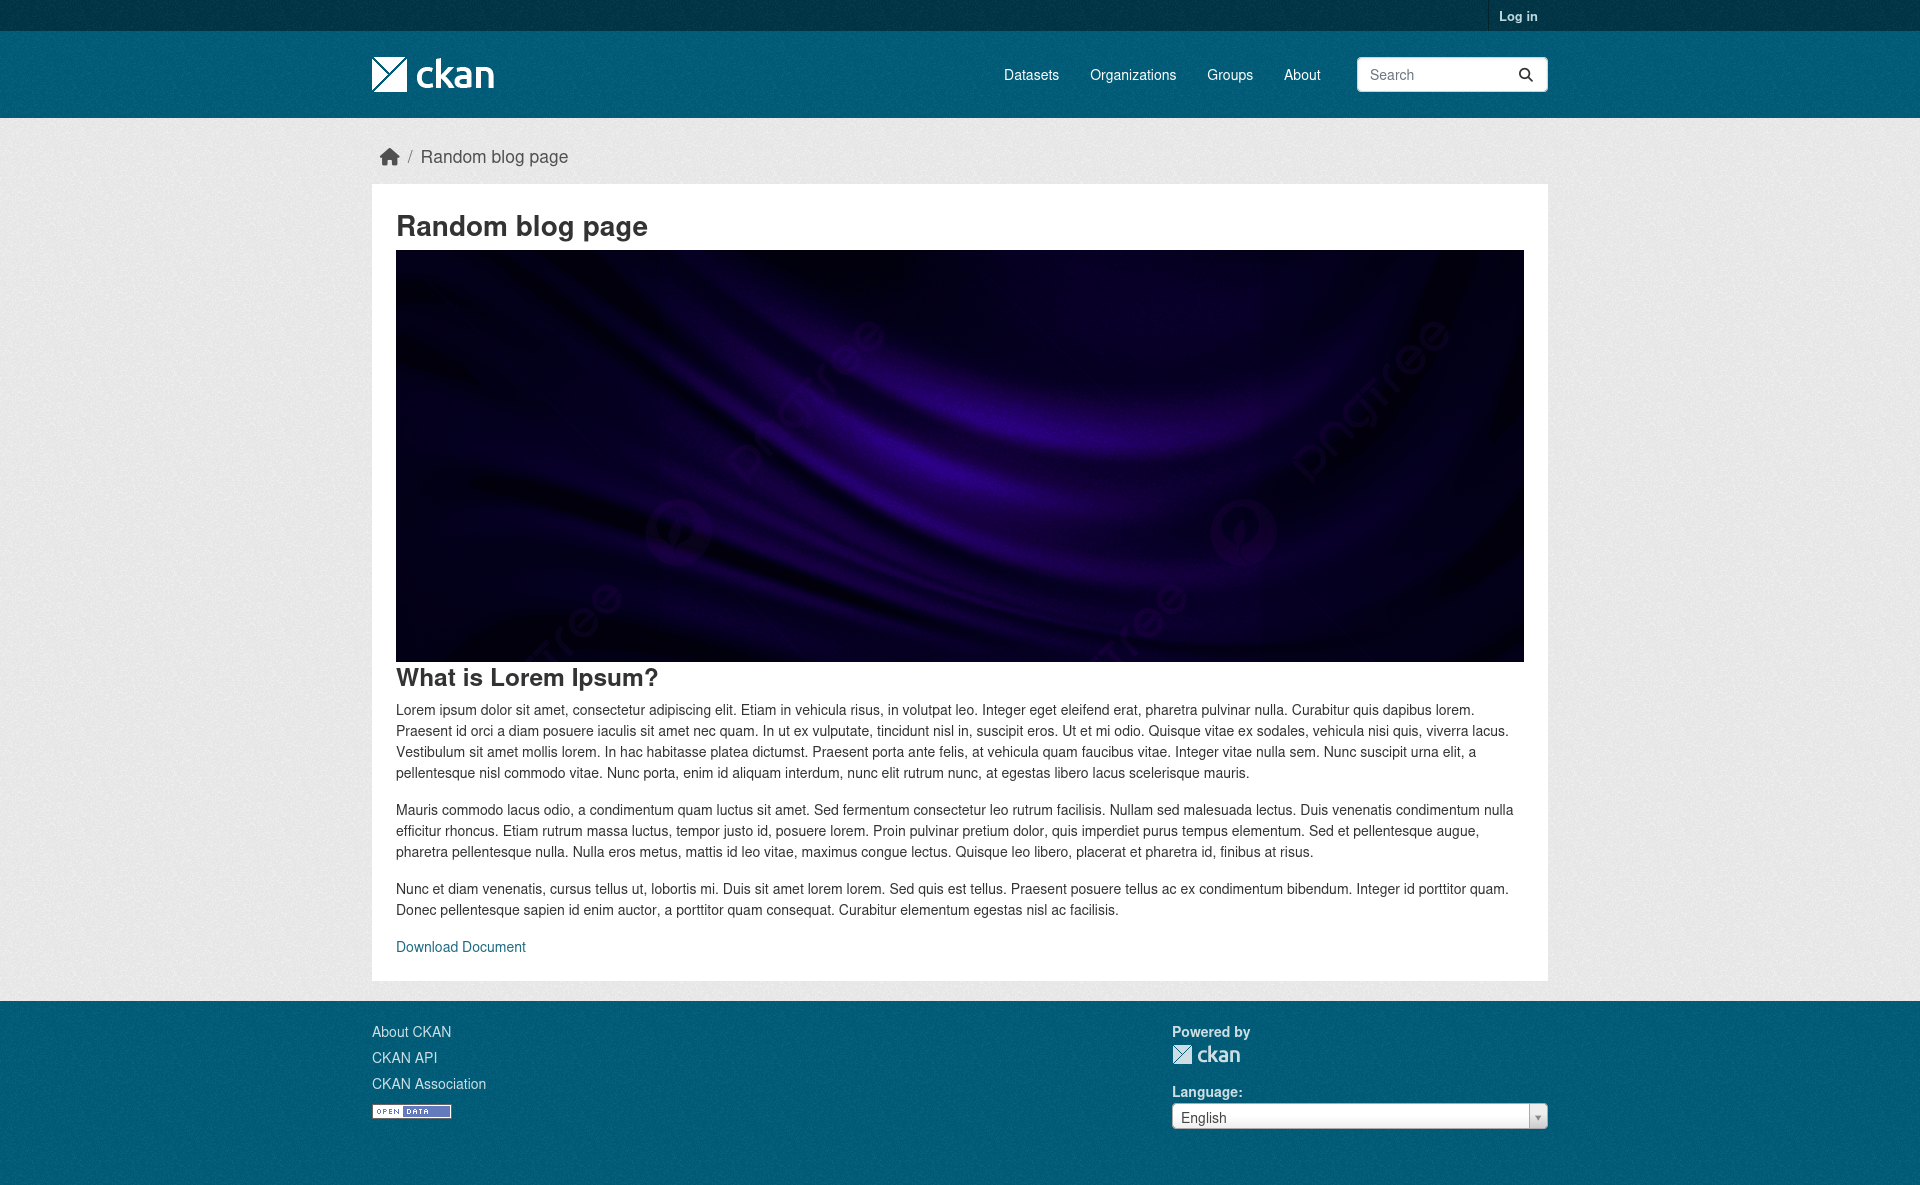 Log in
ckan
Datasets
Organizations
Groups
About
Search
/ Random blog page
Random blog page
pngtree
pngtree
gtree
gtree
What is Lorem Ipsum?
Lorem ipsum dolor sit amet, consectetur adipiscing elit. Etiam in vehicula risus, in volutpat leo. Integer eget eleifend erat, pharetra pulvinar nulla. Curabitur quis dapibus lorem.
Praesent id orci a diam posuere iaculis sit amet nec quam. In ut ex vulputate, tincidunt nisl in, suscipit eros. Ut et mi odio. Quisque vitae ex sodales, vehicula nisi quis, viverra lacus.
Vestibulum sit amet mollis lorem. In hac habitasse platea dictumst. Praesent porta ante felis, at vehicula quam faucibus vitae. Integer vitae nulla sem. Nunc suscipit urna elit, a
pellentesque nisl commodo vitae. Nunc porta, enim id aliquam interdum, nunc elit rutrum nunc, at egestas libero lacus scelerisque mauris.
Mauris commodo lacus odio, a condimentum quam luctus sit amet. Sed fermentum consectetur leo rutrum facilisis. Nullam sed malesuada lectus. Duis venenatis condimentum nulla
efficitur rhoncus. Etiam rutrum massa luctus, tempor justo id, posuere lorem. Proin pulvinar pretium dolor, quis imperdiet purus tempus elementum. Sed et pellentesque augue,
pharetra pellentesque nulla. Nulla eros metus, mattis id leo vitae, maximus congue lectus. Quisque leo libero, placerat et pharetra id, finibus at risus.
Nunc et diam venenatis, cursus tellus ut, lobortis mi. Duis sit amet lorem lorem. Sed quis est tellus. Praesent posuere tellus ac ex condimentum bibendum. Integer id porttitor quam.
Donec pellentesque sapien id enim auctor, a porttitor quam consequat. Curabitur elementum egestas nisl ac facilisis.
Download Document
About CKAN
CKAN API
CKAN Association
OPEN DATA
Powered by
ckan
Language:
English